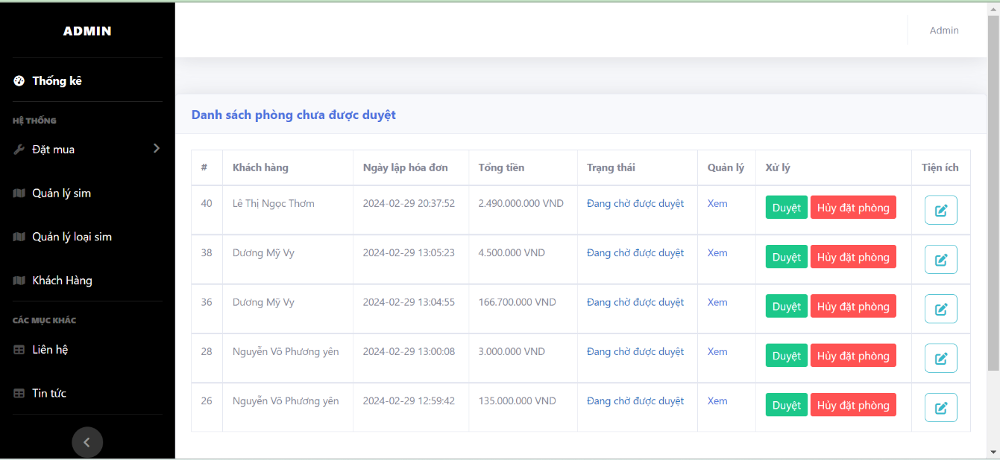 ADMIN
Admin
Thống kê
HỆ THỐNG
Đặt mua
Quản lý sim
Quản lý loại sim
Khách Hàng
CÁC MỤC KHÁC
Liên hệ
Tin tức
Danh sách phòng chưa được duyệt
# Khách hàng Ngày lập hóa đơn Tổng tiền Trạng thái Quản lý Xử lý Tiện ích
40 Lê Thị Ngọc Thơm 2024-02-29 20:37:52 2.490.000.000 VND Đang chờ được duyệt Xem Duyệt Hủy đặt phòng
38 Dương Mỹ Vy 2024-02-29 13:05:23 4.500.000 VND Đang chờ được duyệt Xem Duyệt Hủy đặt phòng
36 Dương Mỹ Vy 2024-02-29 13:04:55 166.700.000 VND Đang chờ được duyệt Xem Duyệt Hủy đặt phòng
28 Nguyễn Võ Phương yên 2024-02-29 13:00:08 3.000.000 VND Đang chờ được duyệt Xem Duyệt Hủy đặt phòng
26 Nguyễn Võ Phương yên 2024-02-29 12:59:42 135.000.000 VND Đang chờ được duyệt Xem Duyệt Hủy đặt phòng